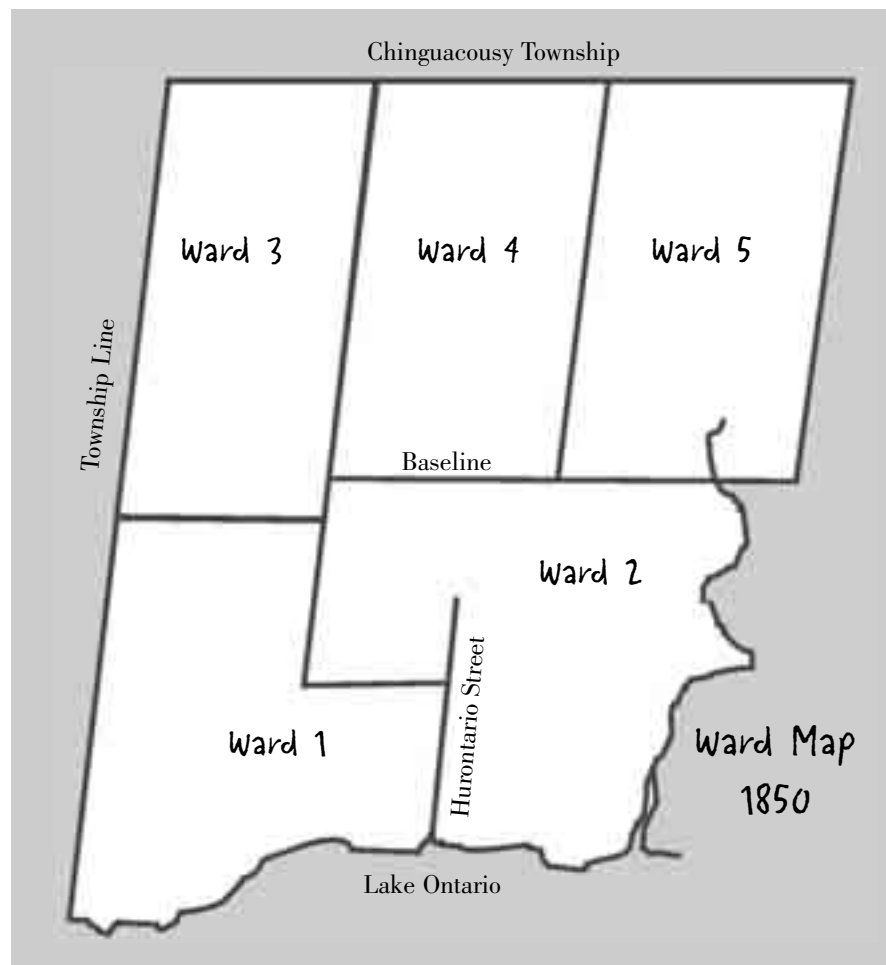 Chinguacousy Township
Ward 3
Ward 4
Ward 5
Township Line
Baseline
Ward 2
Hurontario Street
Ward 1
Ward Map
1850
Lake Ontario